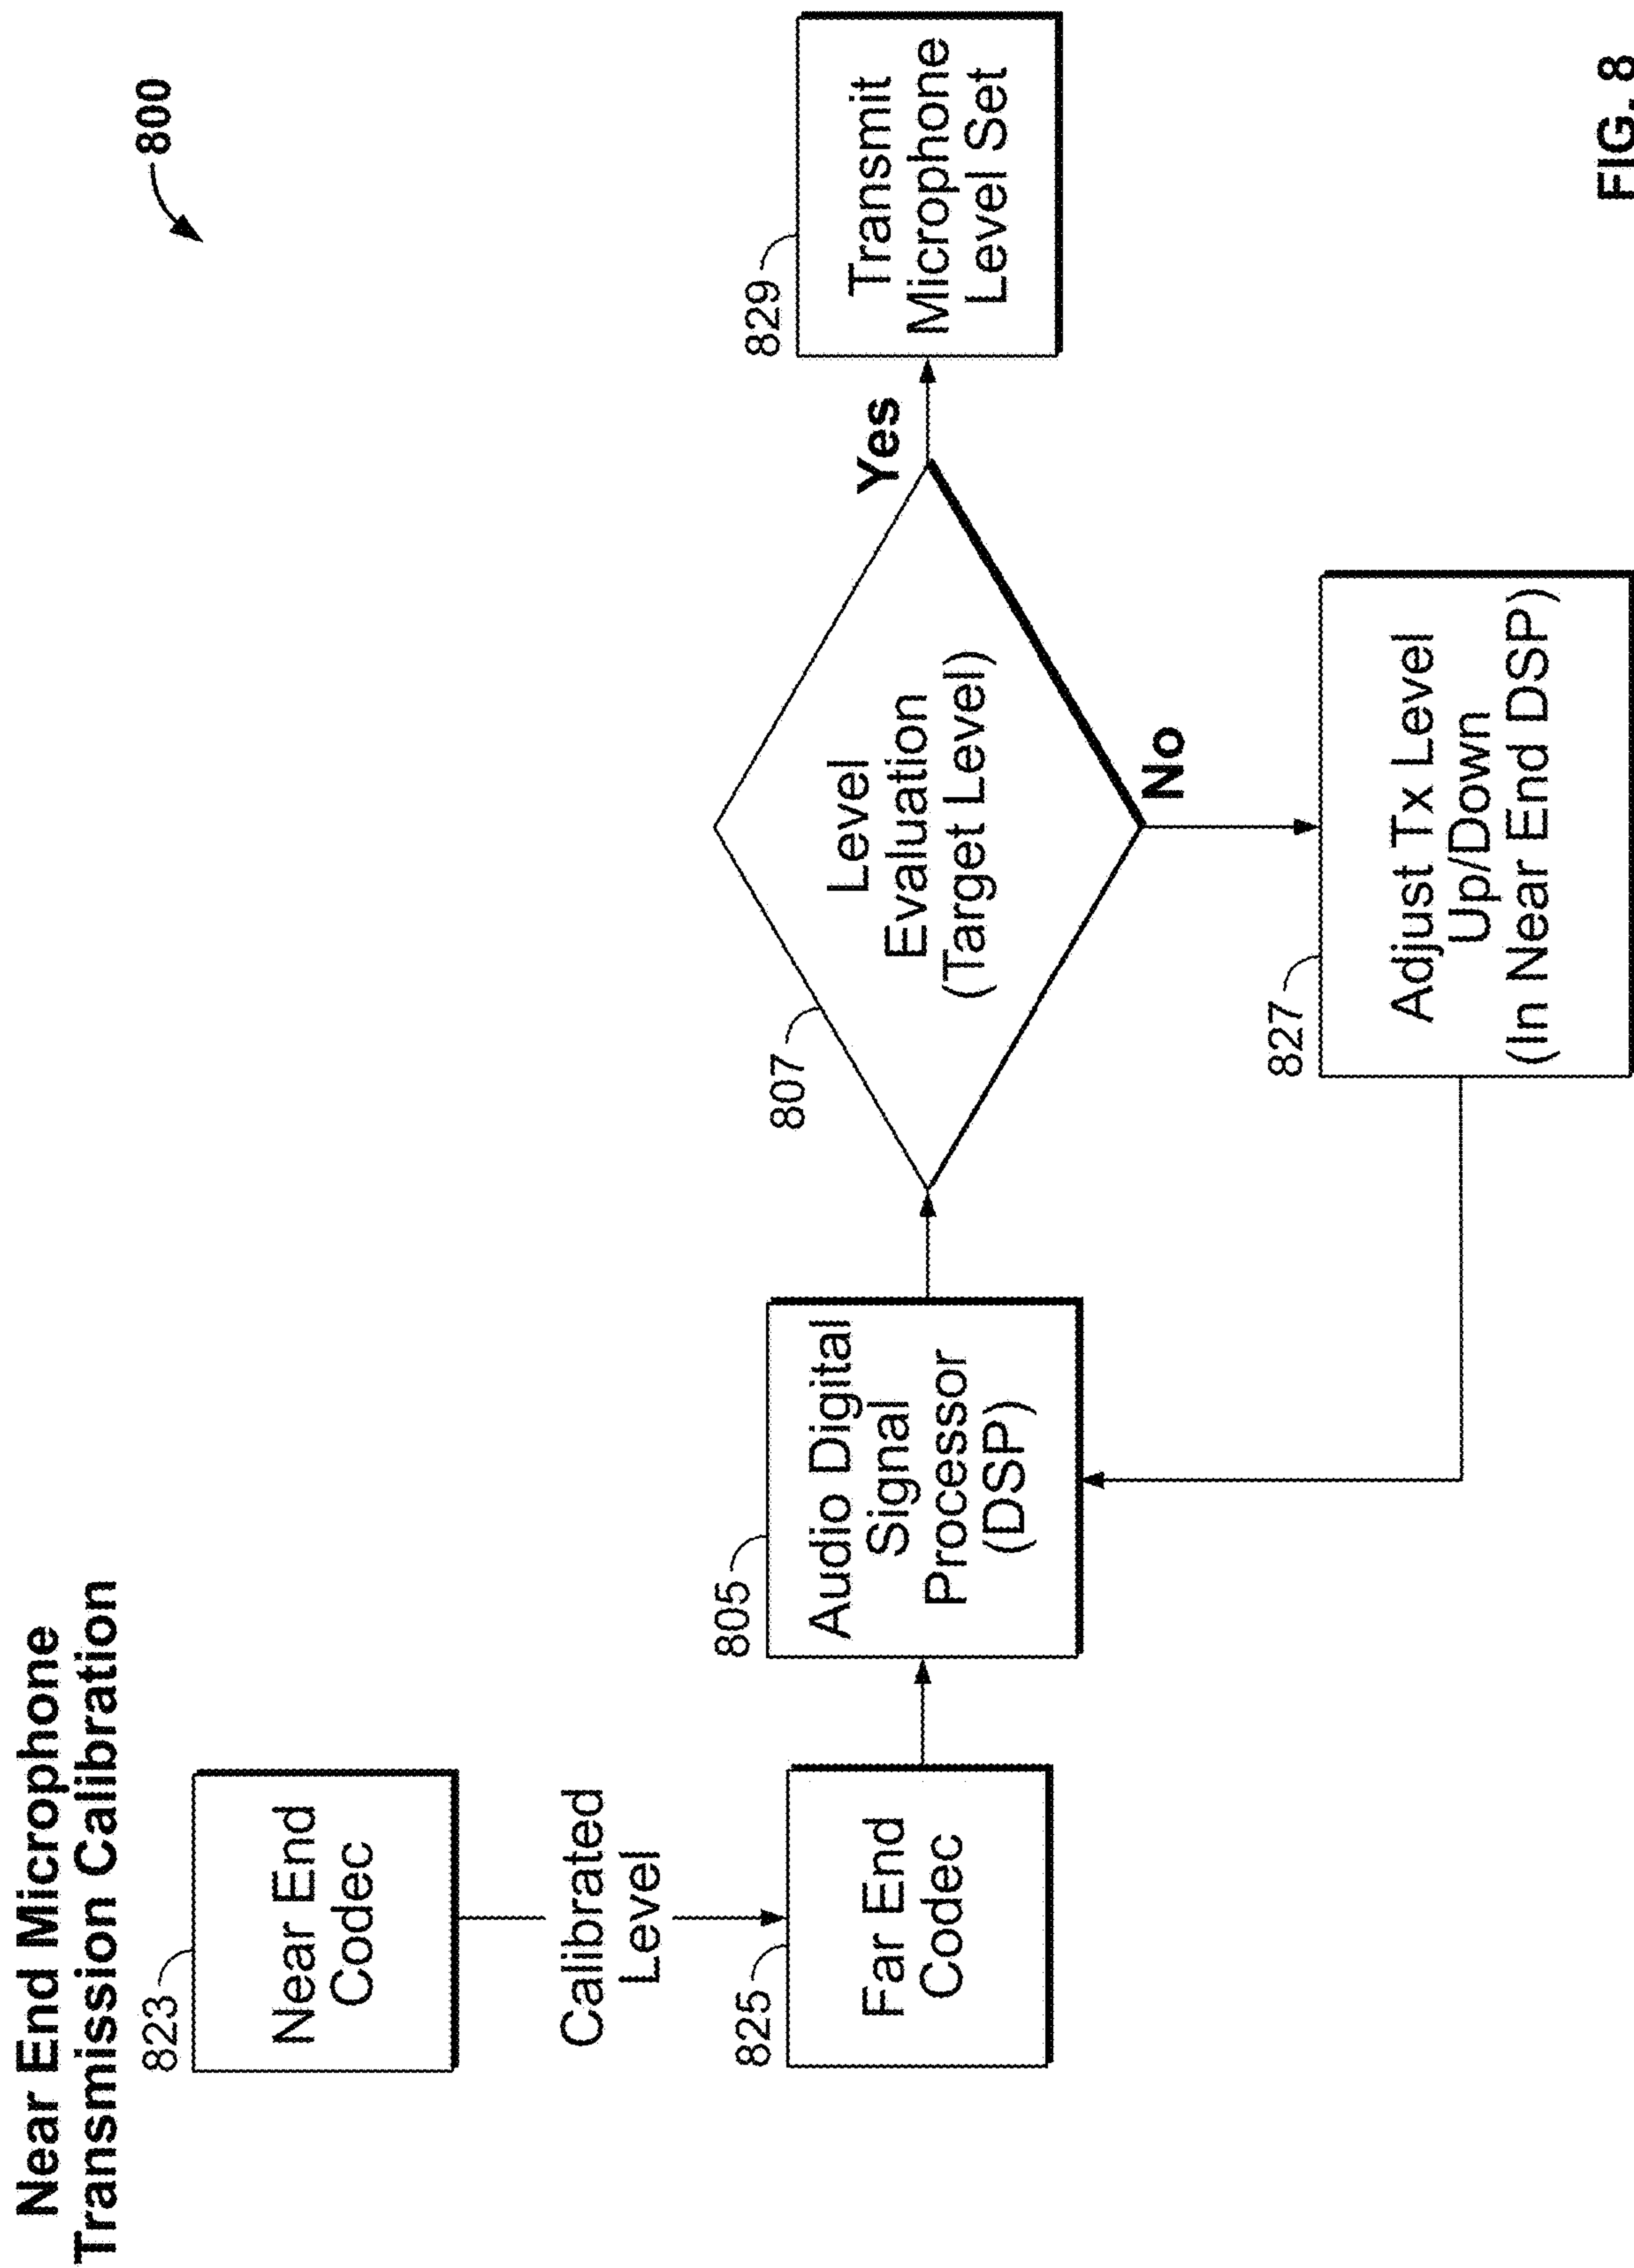 Near End Microphone
Transmission Calibration
800
823
Near End
Codec
Calibrated
Level
825
Far End
Codec
805
Audio Digital
Signal
Processor
(DSP)
807
Level
Evaluation
(Target Level)
Yes
829
Transmit
Microphone
Level Set
No
827
Adjust Tx Level
Up/Down
(In Near End DSP)
FIG. 8